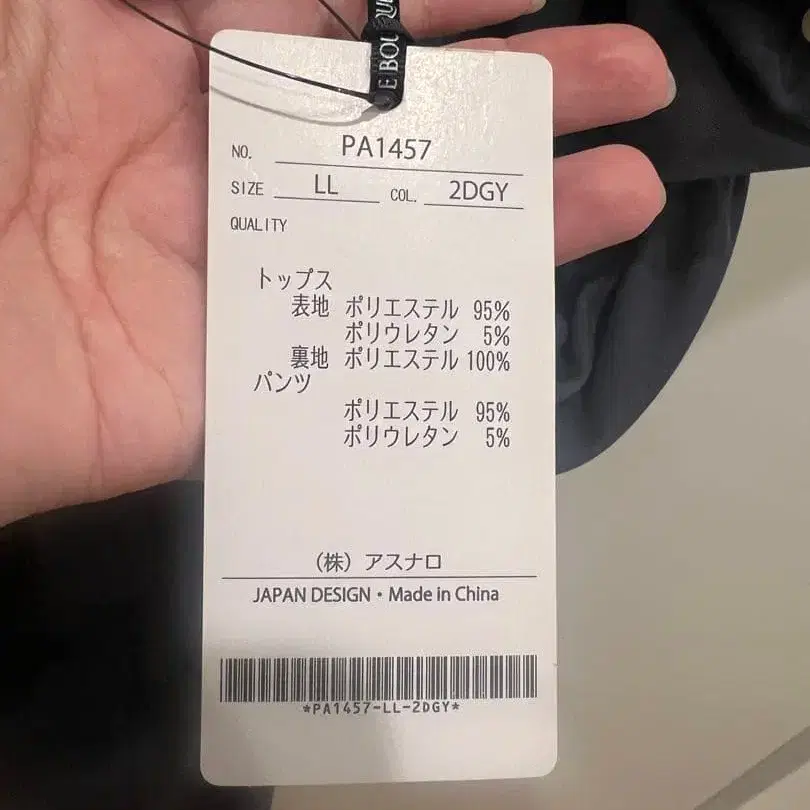 NO. PA1457
SIZE LL COL. 2DGY
QUALITY
トップス
表地 ポリエステル 95%
ポリウレタン 5%
裏地 ポリエステル 100%
パンツ
ポリエステル 95%
ポリウレタン 5%
(株) アスナロ
JAPAN DESIGN・Made in China
*PA1457-LL-2DGY*